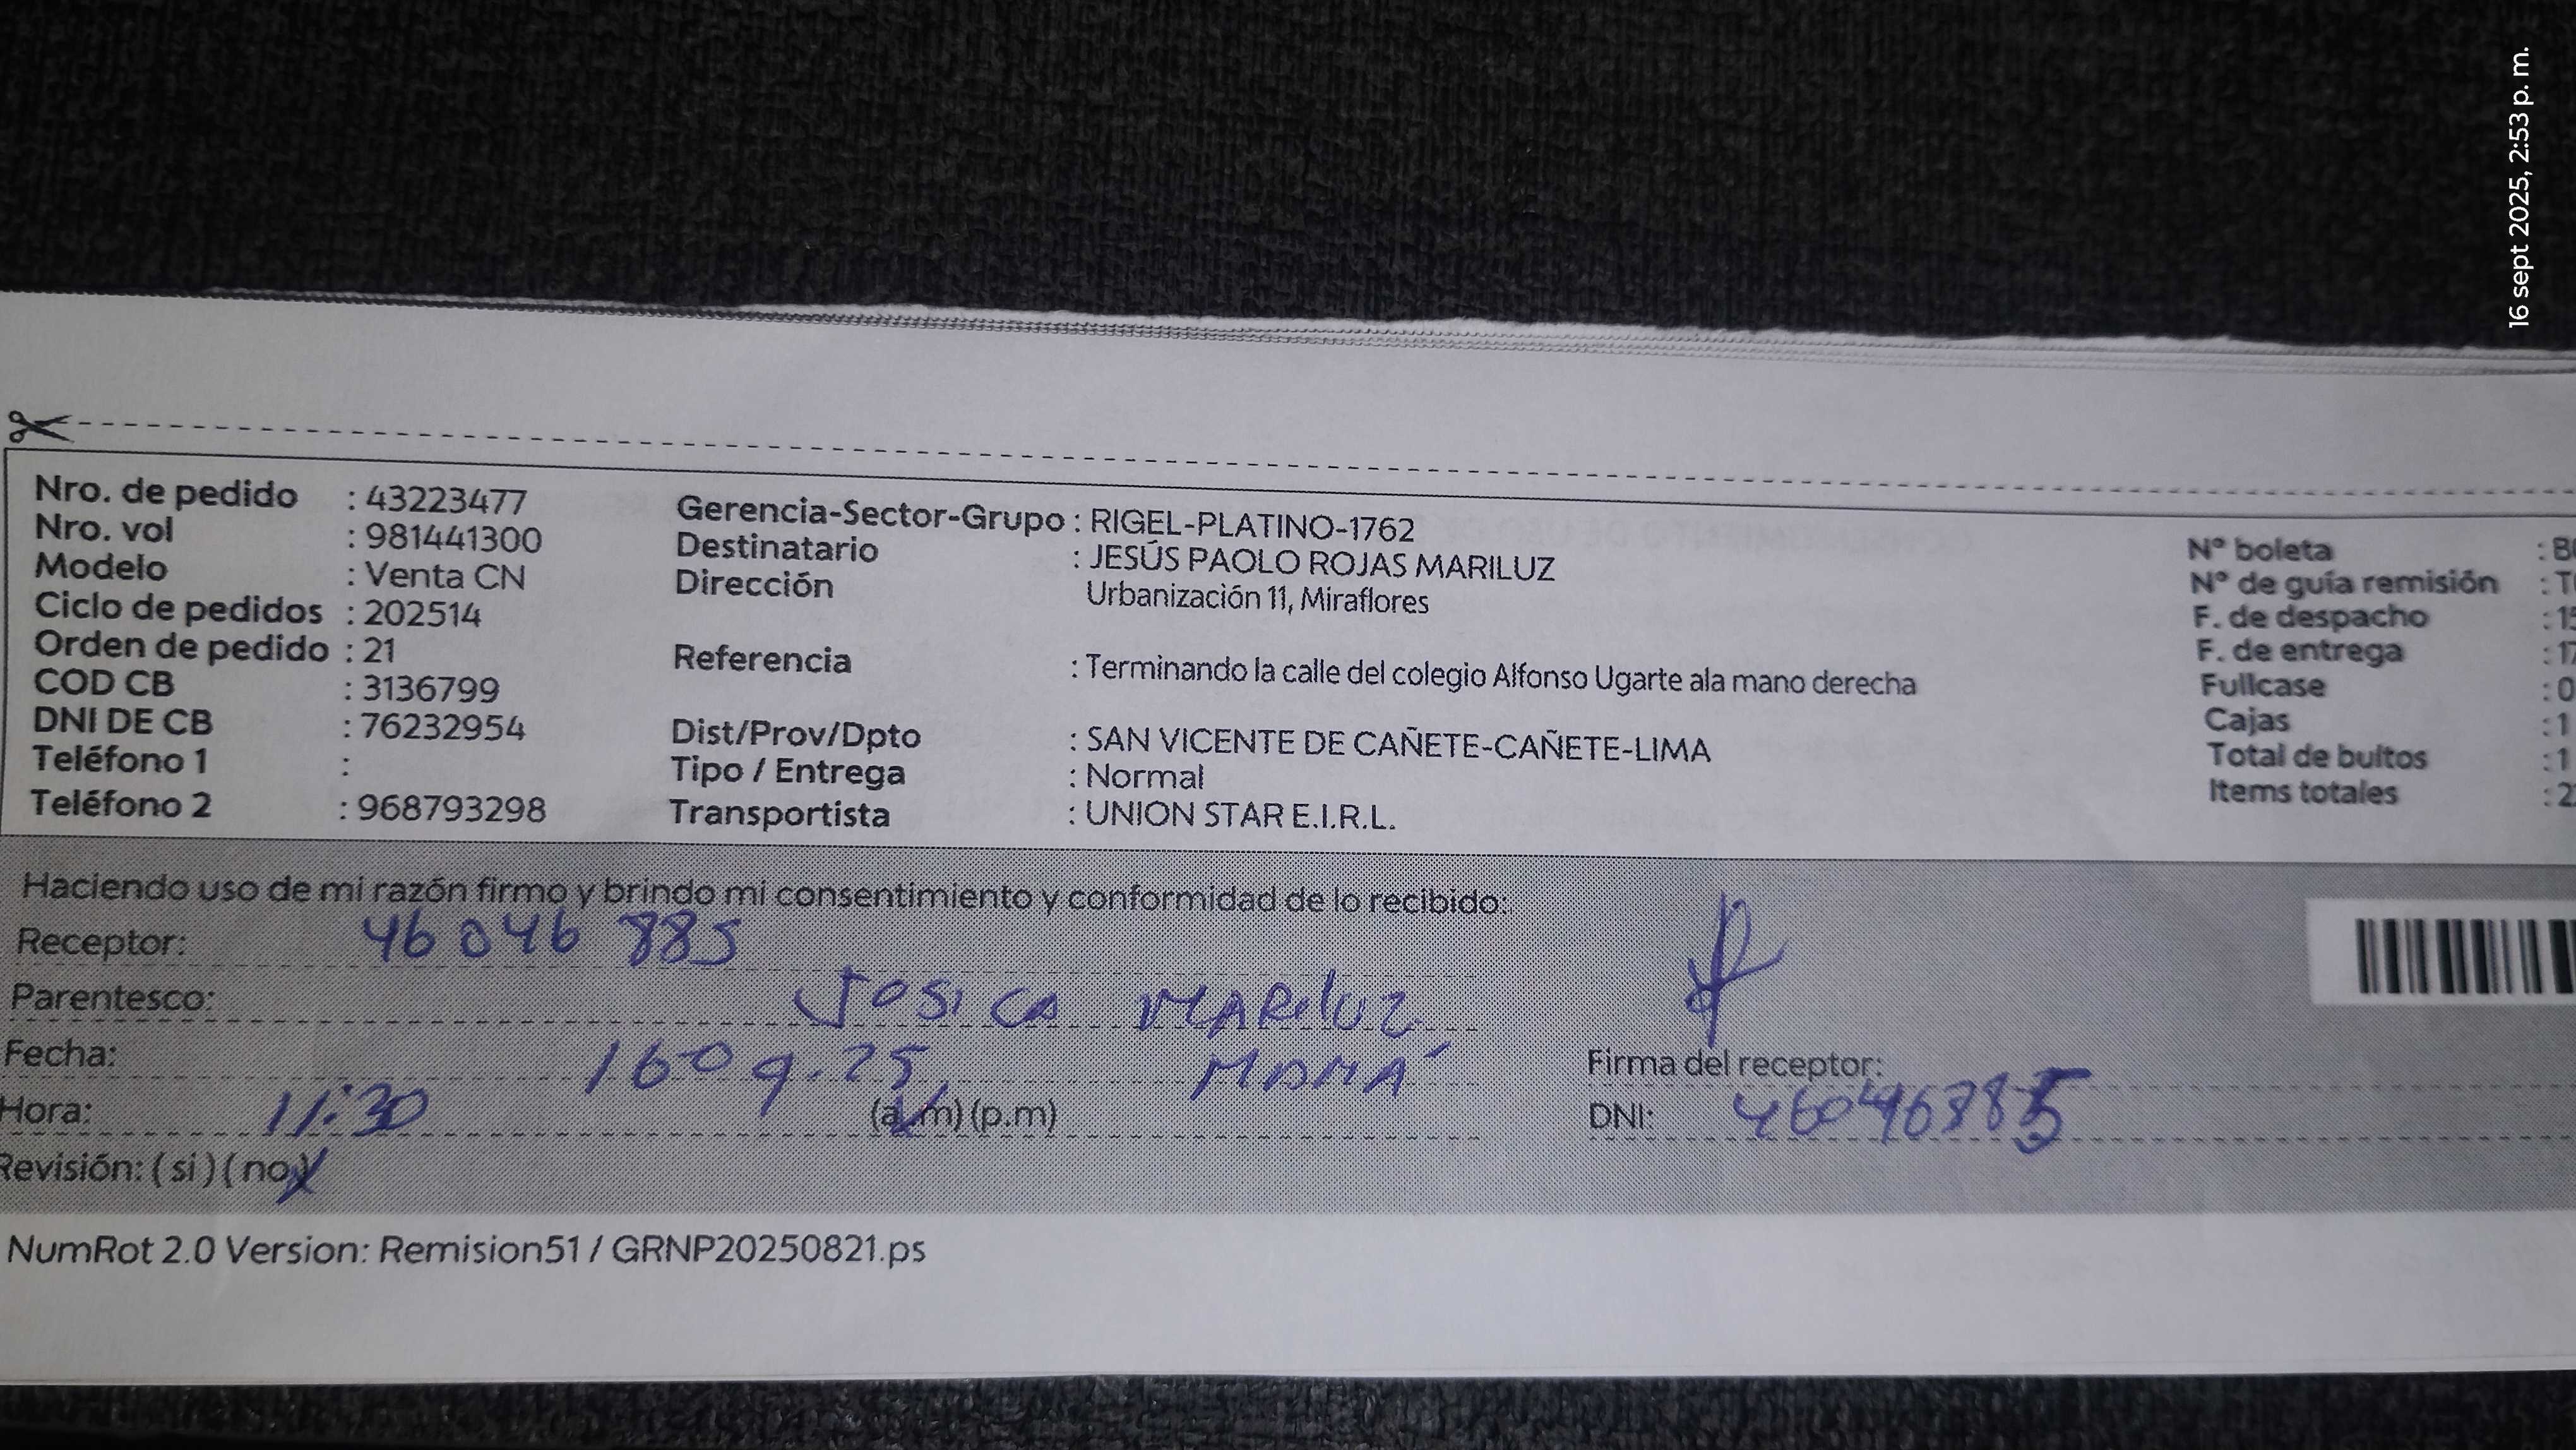 16 sept 2025, 2:53 p. m.
Nro. de pedido : 43223477
Nro. vol : 981441300
Modelo : Venta CN
Ciclo de pedidos : 202514
Orden de pedido : 21
COD CB : 3136799
DNI DE CB : 76232954
Teléfono 1 :
Teléfono 2 : 968793298
Gerencia-Sector-Grupo : RIGEL-PLATINO-1762
Destinatario : JESÚS PAOLO ROJAS MARILUZ
Dirección Urbanización 11, Miraflores
Referencia : Terminando la calle del colegio Alfonso Ugarte ala mano derecha
Dist/Prov/Dpto : SAN VICENTE DE CAÑETE-CAÑETE-LIMA
Tipo / Entrega : Normal
Transportista : UNION STAR E.I.R.L.
N° boleta :
N° de guía remisión :
F. de despacho :
F. de entrega :
Fullcase : 0
Cajas : 1
Total de bultos : 1
Items totales :
Haciendo uso de mi razón firmo y brindo mi consentimiento y conformidad de lo recibido:
Receptor: 46046885
Parentesco: JOSICA MARILUZ
Fecha: 16 09.25 MAMÁ
Hora: 11:30 (a.m) (p.m)
Revisión: ( si ) ( no )
Firma del receptor:
DNI: 46046885
NumRot 2.0 Version: Remision51 / GRNP20250821.ps